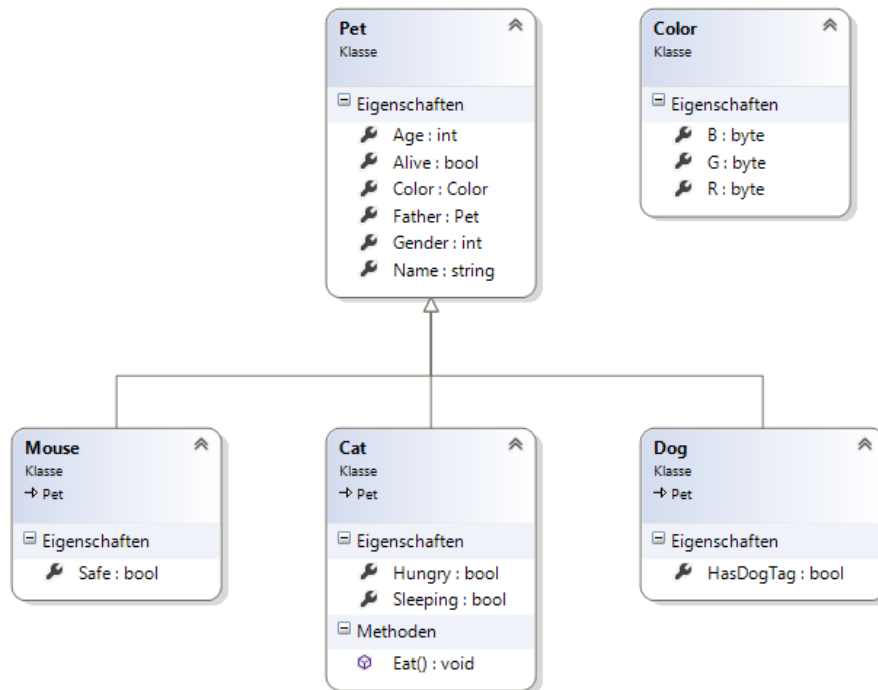 Pet
Klasse
Eigenschaften
Age : int
Alive : bool
Color : Color
Father : Pet
Gender : int
Name : string
Color
Klasse
Eigenschaften
B : byte
G : byte
R : byte
Mouse
Klasse
Pet
Eigenschaften
Safe : bool
Cat
Klasse
Pet
Eigenschaften
Hungry : bool
Sleeping : bool
Methoden
Eat() : void
Dog
Klasse
Pet
Eigenschaften
HasDogTag : bool